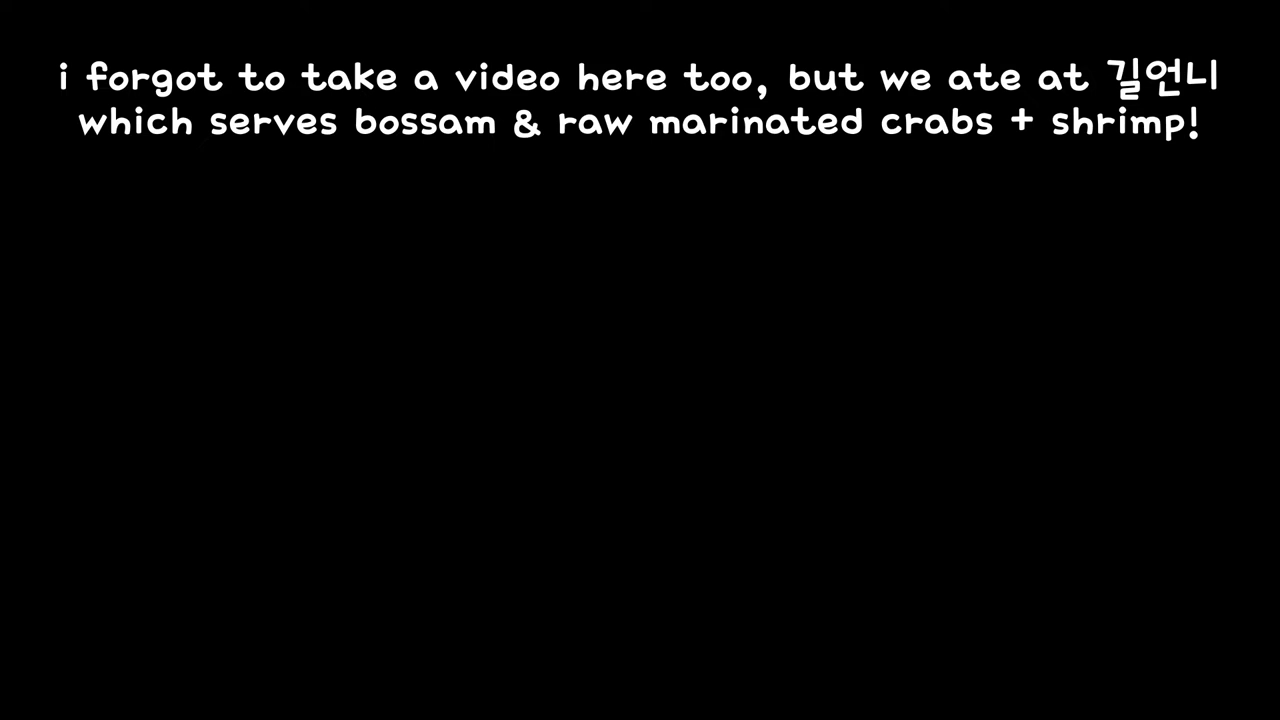 i forgot to take a video here too, but we ate at 길언니
which serves bossam & raw marinated crabs + shrimp!